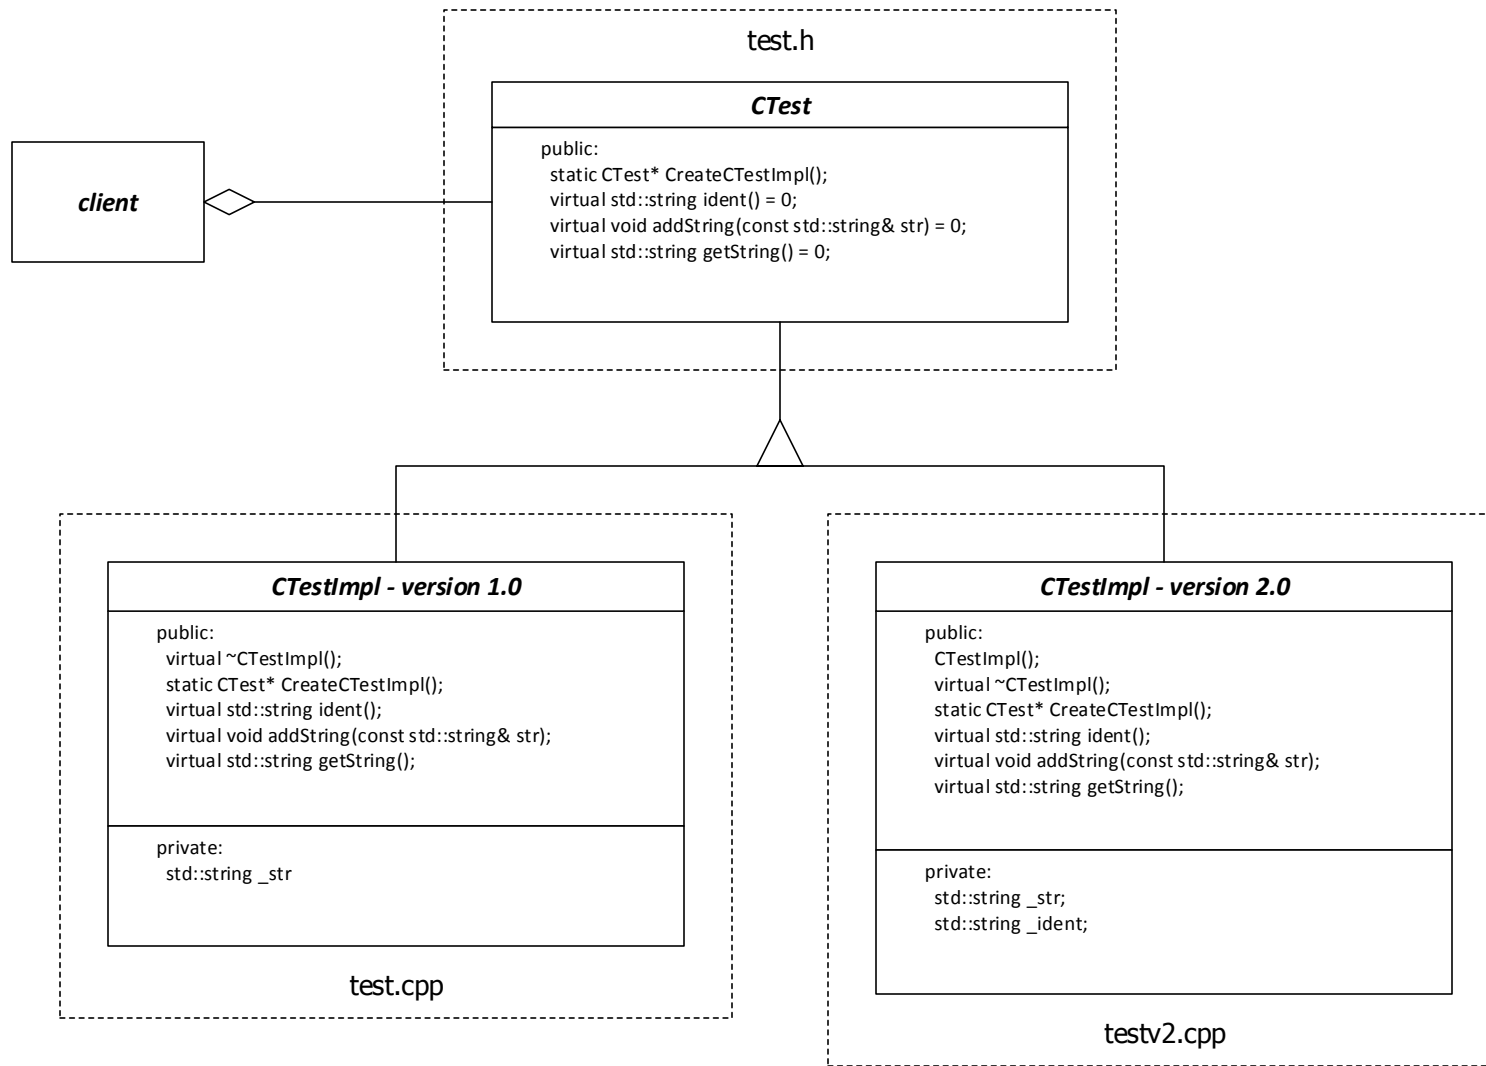 test.h
CTest
public:
static CTest* CreateCTestImpl();
virtual std::string ident() = 0;
virtual void addString(const std::string& str) = 0;
virtual std::string getString() = 0;
client
CTestImpl - version 1.0
public:
virtual ~CTestImpl();
static CTest* CreateCTestImpl();
virtual std::string ident();
virtual void addString(const std::string& str);
virtual std::string getString();
private:
std::string _str
test.cpp
CTestImpl - version 2.0
public:
CTestImpl();
virtual ~CTestImpl();
static CTest* CreateCTestImpl();
virtual std::string ident();
virtual void addString(const std::string& str);
virtual std::string getString();
private:
std::string _str;
std::string _ident;
testv2.cpp